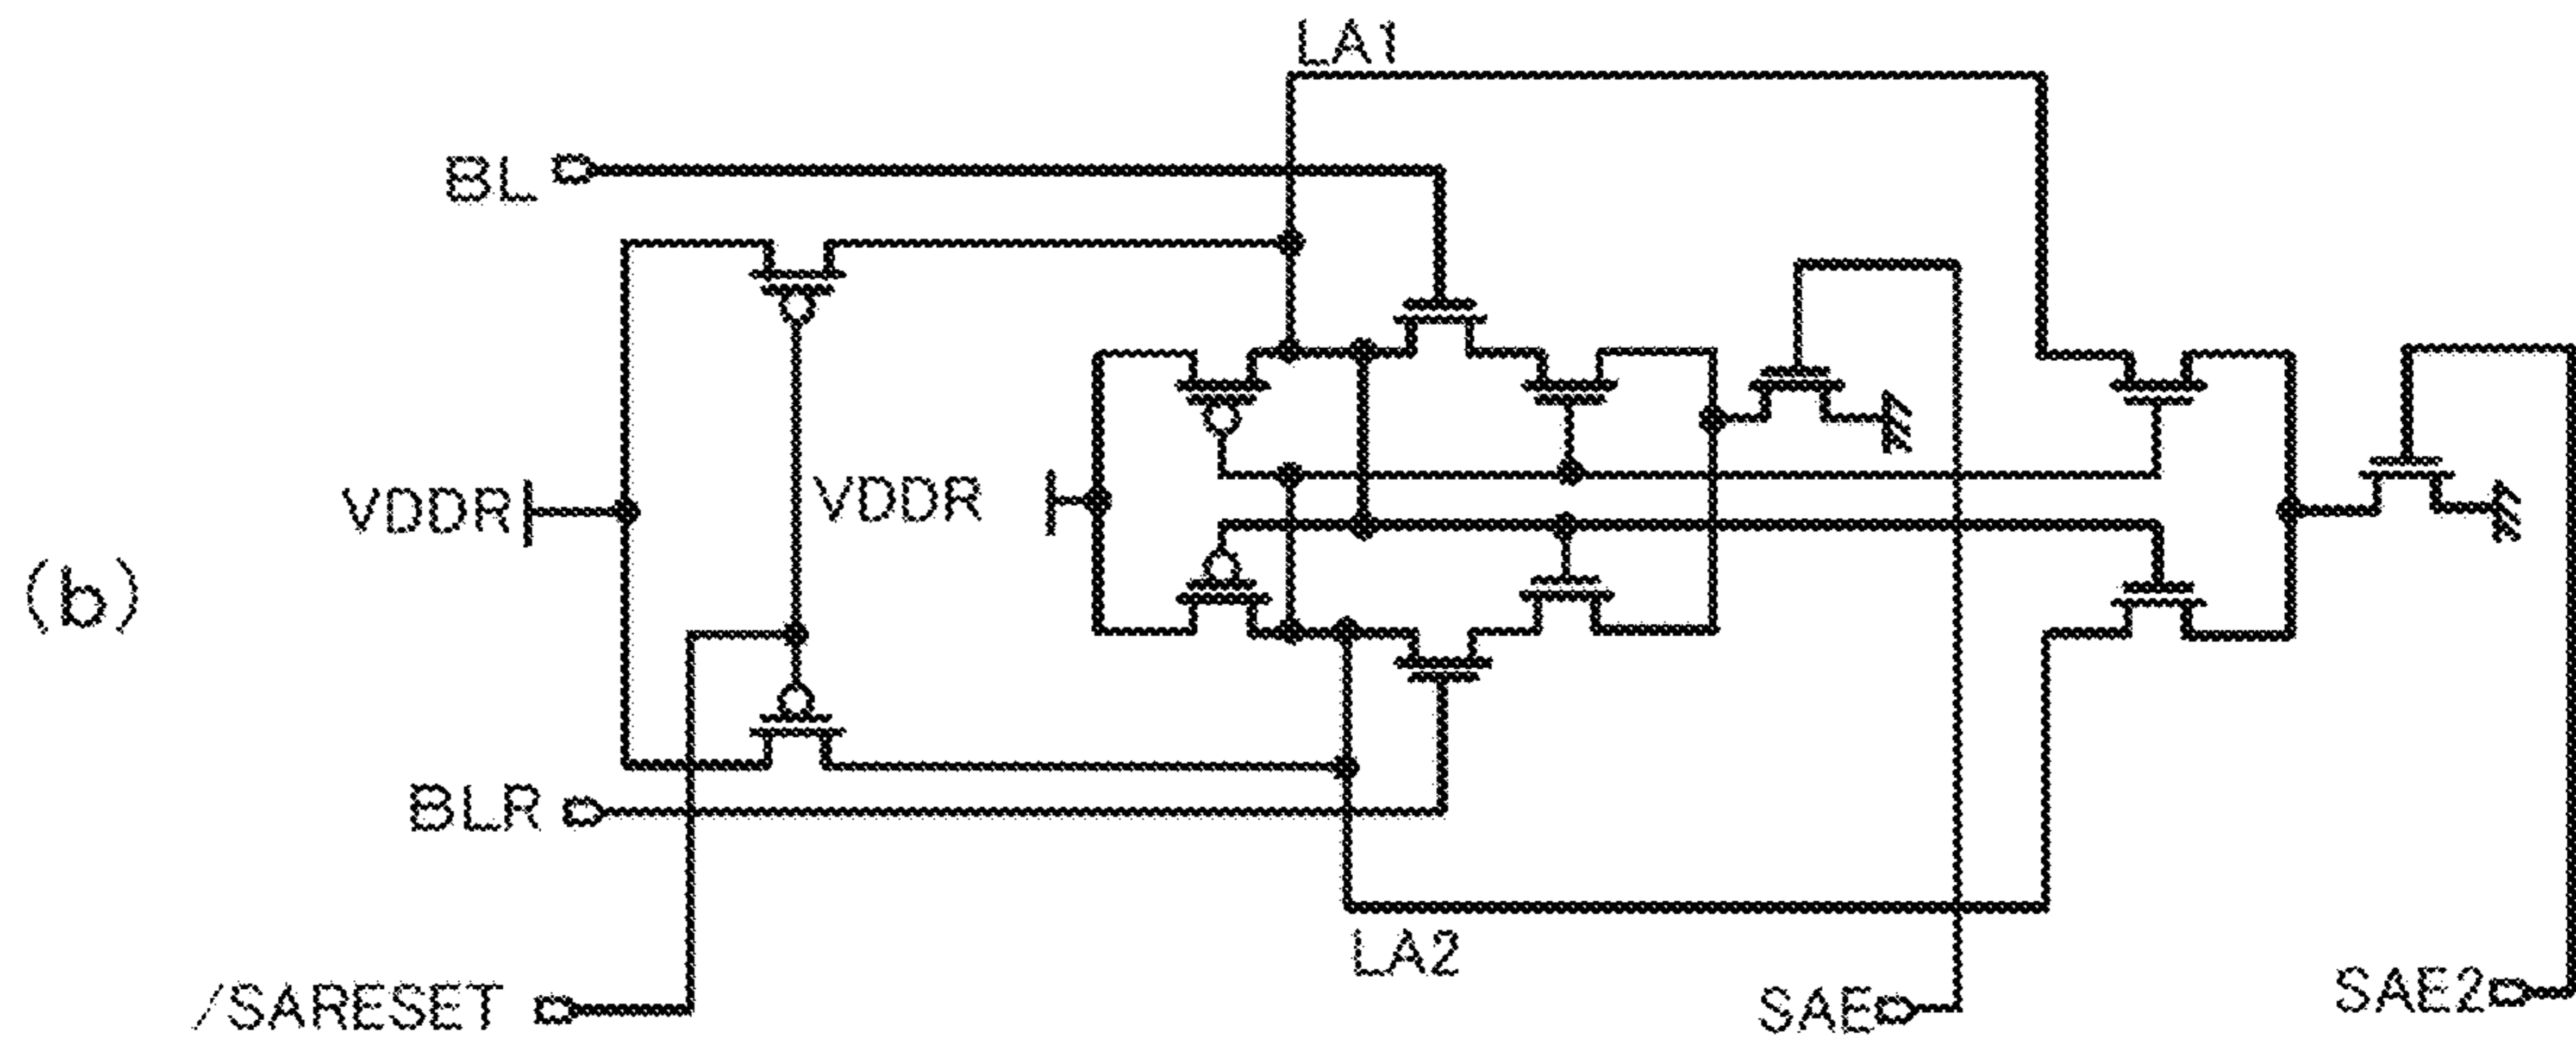 LA1
BL
VDDR
VDDR
(b)
BLR
LA2
/SARESET
SAE
SAE2